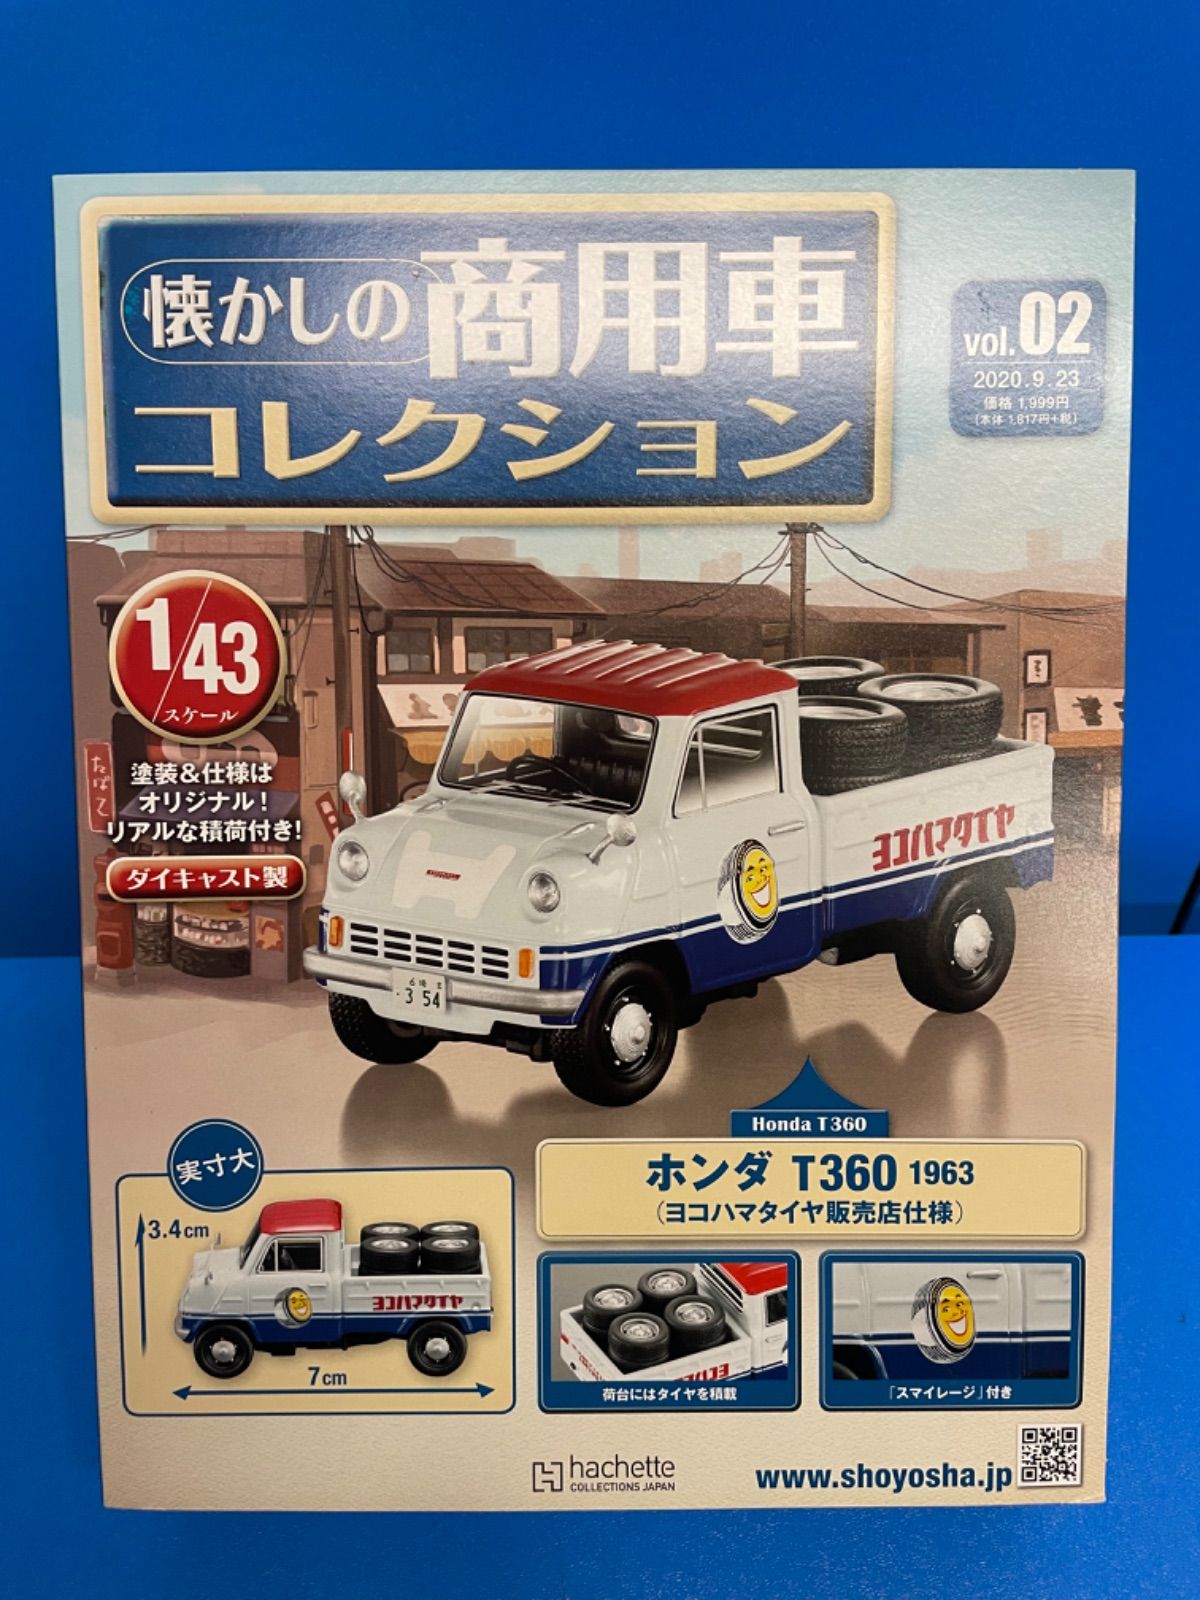 懐かしの商用車
コレクション
vol.02
2020.9.23
価格 1,999円
(本体 1,817円+税)
1/43
スケール
塗装&仕様は
オリジナル!
リアルな積荷付き!
ダイキャスト製
たばこ
ヨコハマタイヤ
3 54
Honda T360
ホンダ T360 1963
(ヨコハマタイヤ販売店仕様)
実寸大
3.4cm
ヨコハマタイヤ
7cm
荷台にはタイヤを積載
「スマイレージ」付き
hachette
COLLECTIONS JAPAN
www.shoyosha.jp